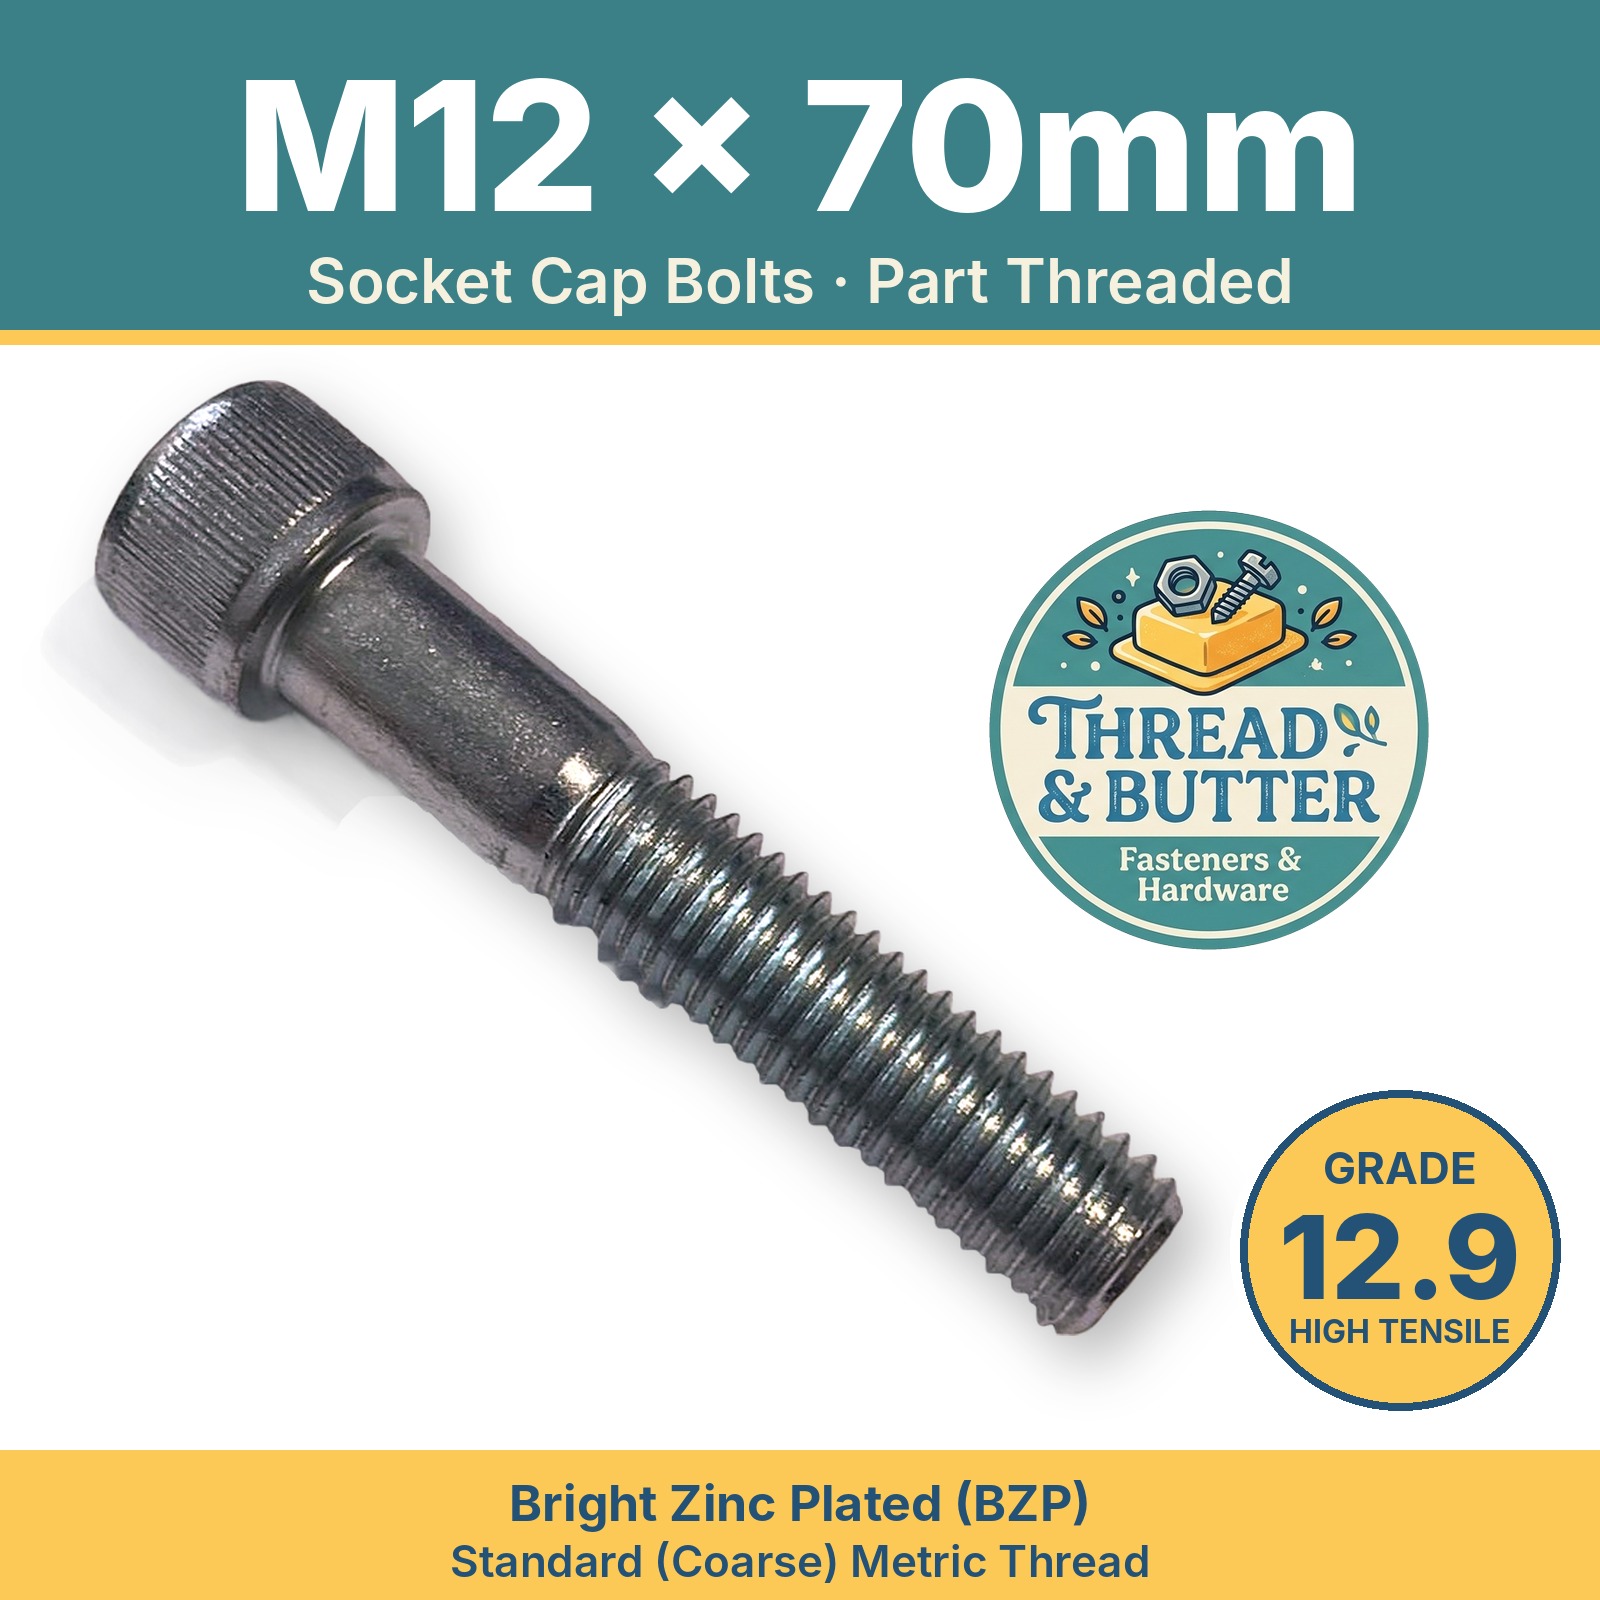 M12 × 70mm
Socket Cap Bolts · Part Threaded
THREAD
& BUTTER
Fasteners &
Hardware
GRADE
12.9
HIGH TENSILE
Bright Zinc Plated (BZP)
Standard (Coarse) Metric Thread